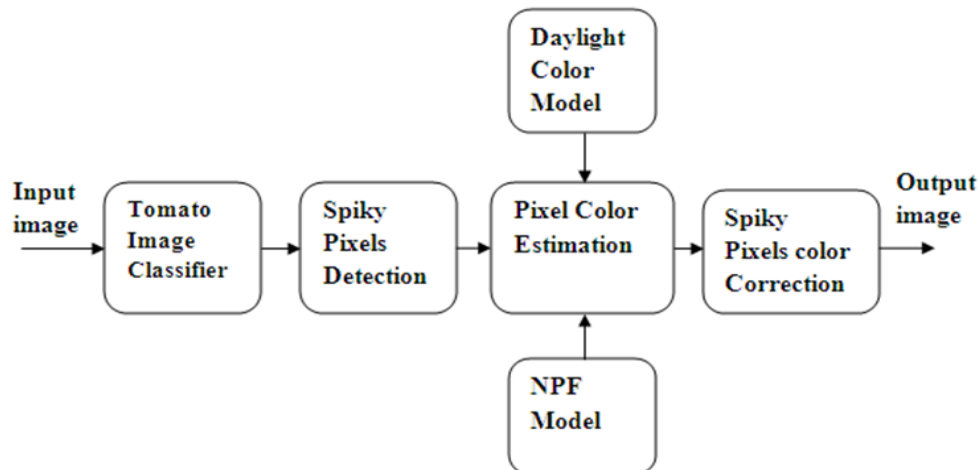 Daylight
Color
Model
Input
image
Tomato
Image
Classifier
Spiky
Pixels
Detection
Pixel Color
Estimation
Spiky
Pixels color
Correction
Output
image
NPF
Model